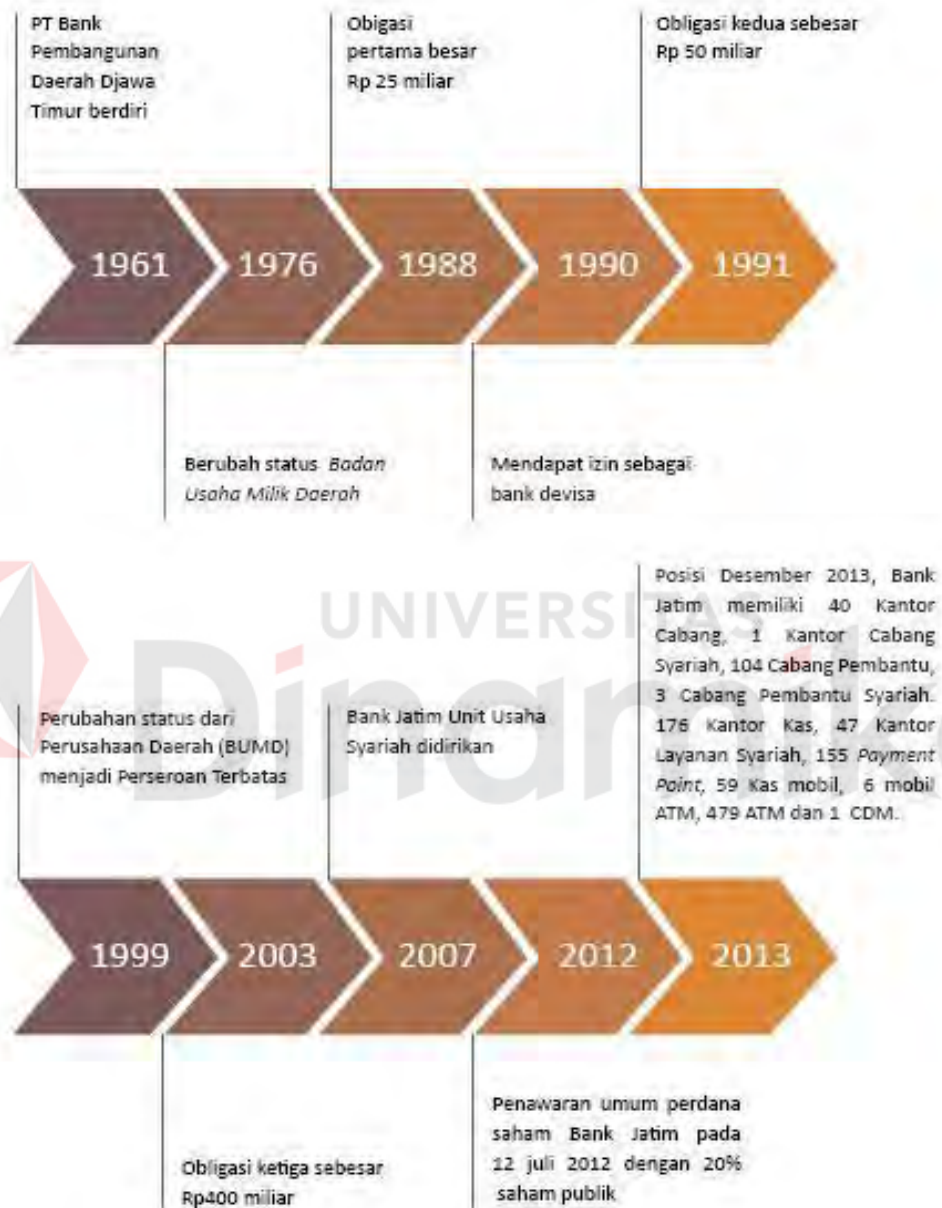 PT Bank
Pembangunan
Daerah Djawa
Timur berdiri
Obigasi
pertama besar
Rp 25 miliar
Obligasi kedua sebesar
Rp 50 miliar
1961
1976
1988
1990
1991
Berubah status Badan
Usaha Milik Daerah
Mendapat izin sebagai
bank devisa
UNIVERSITAS
Dinamika
Perubahan status dari
Perusahaan Daerah (BUMD)
menjadi Perseroan Terbatas
Bank Jatim Unit Usaha
Syariah didirikan
Posisi Desember 2013, Bank
Jatim memiliki 40 Kantor
Cabang, 1 Kantor Cabang
Syariah, 104 Cabang Pembantu,
3 Cabang Pembantu Syariah.
176 Kantor Kas, 47 Kantor
Layanan Syariah, 155 Payment
Point, 59 Kas mobil, 6 mobil
ATM, 479 ATM dan 1 CDM.
1999
2003
2007
2012
2013
Obligasi ketiga sebesar
Rp400 miliar
Penawaran umum perdana
saham Bank Jatim pada
12 juli 2012 dengan 20%
saham publik